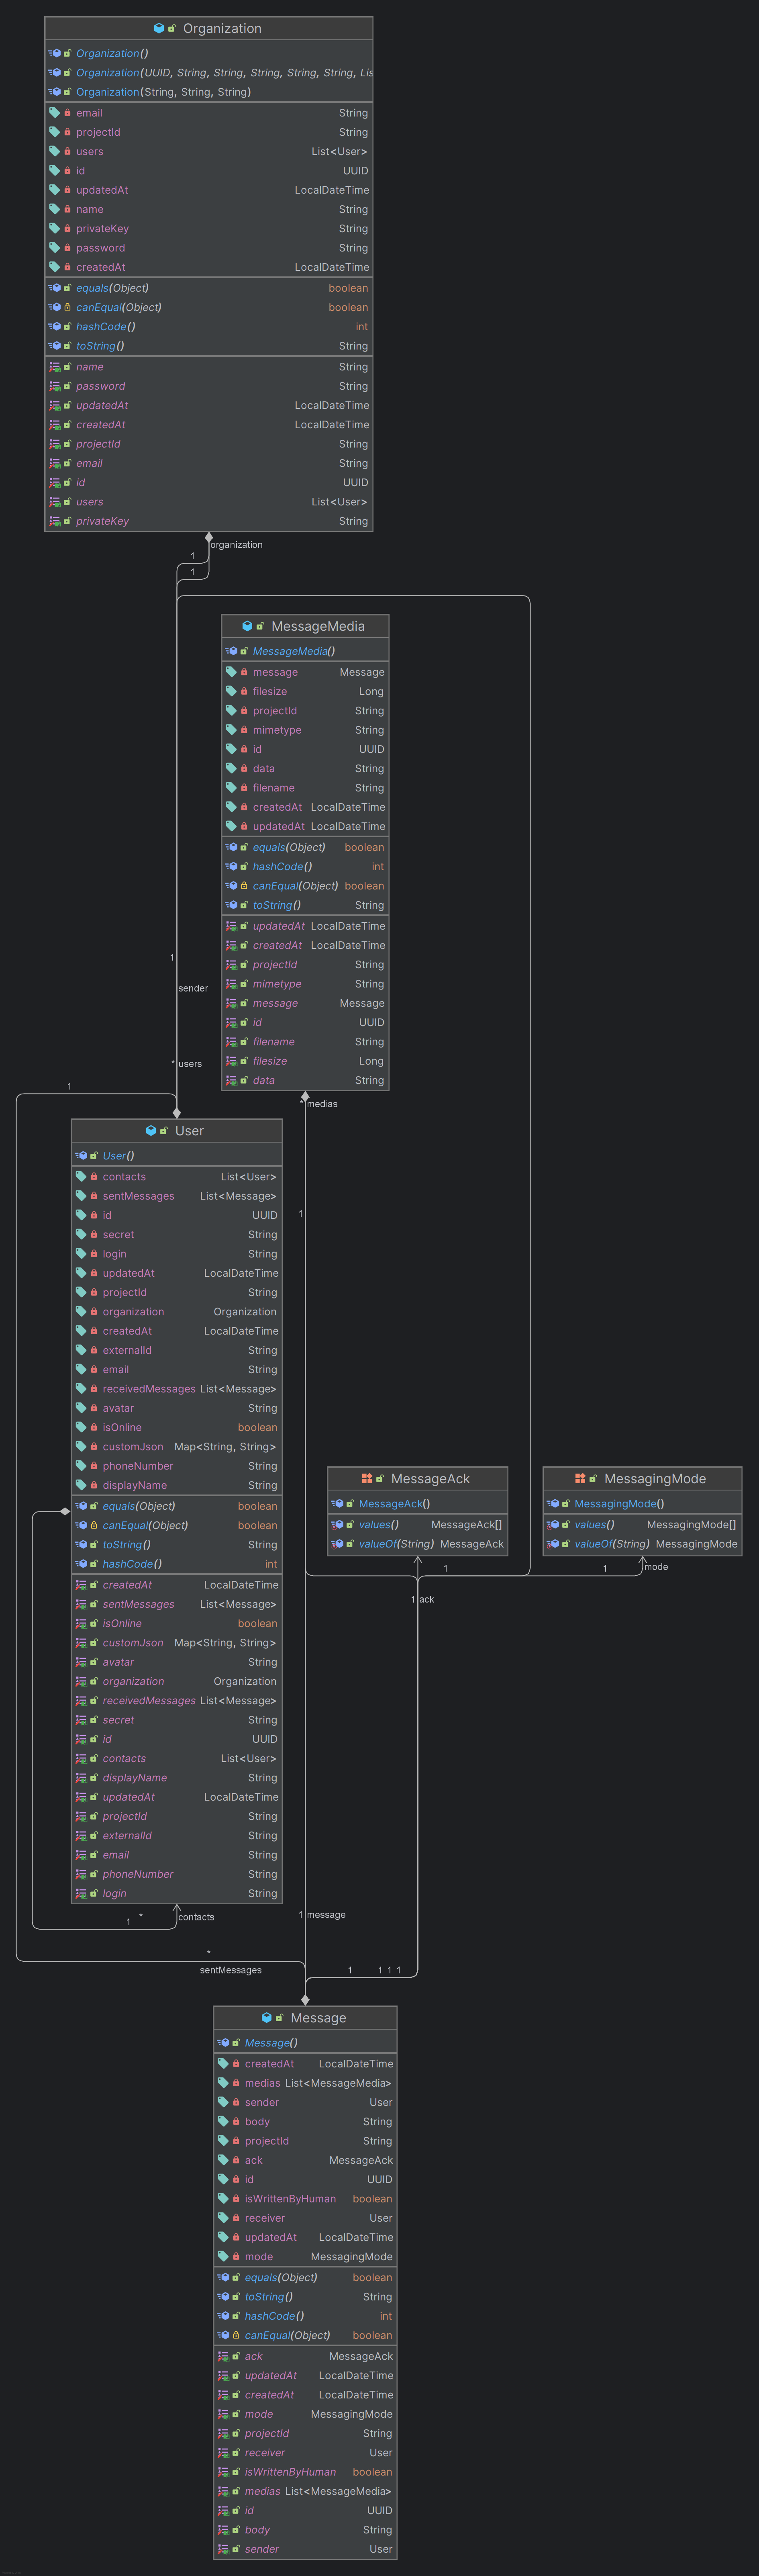 Organization
Organization()
Organization(UUID, String, String, String, String, String, Lis
Organization(String, String, String)
email String
projectId String
users List<User>
id UUID
updatedAt LocalDateTime
name String
privateKey String
password String
createdAt LocalDateTime
equals(Object) boolean
canEqual(Object) boolean
hashCode() int
toString() String
name String
password String
updatedAt LocalDateTime
createdAt LocalDateTime
projectId String
email String
id UUID
users List<User>
privateKey String
organization
1
1
MessageMedia
MessageMedia()
message Message
filesize Long
projectId String
mimetype String
id UUID
data String
filename String
createdAt LocalDateTime
updatedAt LocalDateTime
equals(Object) boolean
hashCode() int
canEqual(Object) boolean
toString() String
updatedAt LocalDateTime
createdAt LocalDateTime
projectId String
mimetype String
message Message
id UUID
filename String
filesize Long
data String
1
sender
* users
1
* medias
1
User
User()
contacts List<User>
sentMessages List<Message>
id UUID
secret String
login String
updatedAt LocalDateTime
projectId String
organization Organization
createdAt LocalDateTime
externalId String
email String
receivedMessages List<Message>
avatar String
isOnline boolean
customJson Map<String, String>
phoneNumber String
displayName String
equals(Object) boolean
canEqual(Object) boolean
toString() String
hashCode() int
createdAt LocalDateTime
sentMessages List<Message>
isOnline boolean
customJson Map<String, String>
avatar String
organization Organization
receivedMessages List<Message>
secret String
id UUID
contacts List<User>
displayName String
updatedAt LocalDateTime
projectId String
externalId String
email String
phoneNumber String
login String
MessageAck
MessageAck()
values() MessageAck[]
valueOf(String) MessageAck
MessagingMode
MessagingMode()
values() MessagingMode[]
valueOf(String) MessagingMode
1
1
mode
1 ack
1 message
*
1
contacts
*
sentMessages
1 1 1 1
Message
Message()
createdAt LocalDateTime
medias List<MessageMedia>
sender User
body String
projectId String
ack MessageAck
id UUID
isWrittenByHuman boolean
receiver User
updatedAt LocalDateTime
mode MessagingMode
equals(Object) boolean
toString() String
hashCode() int
canEqual(Object) boolean
ack MessageAck
updatedAt LocalDateTime
createdAt LocalDateTime
mode MessagingMode
projectId String
receiver User
isWrittenByHuman boolean
medias List<MessageMedia>
id UUID
body String
sender User